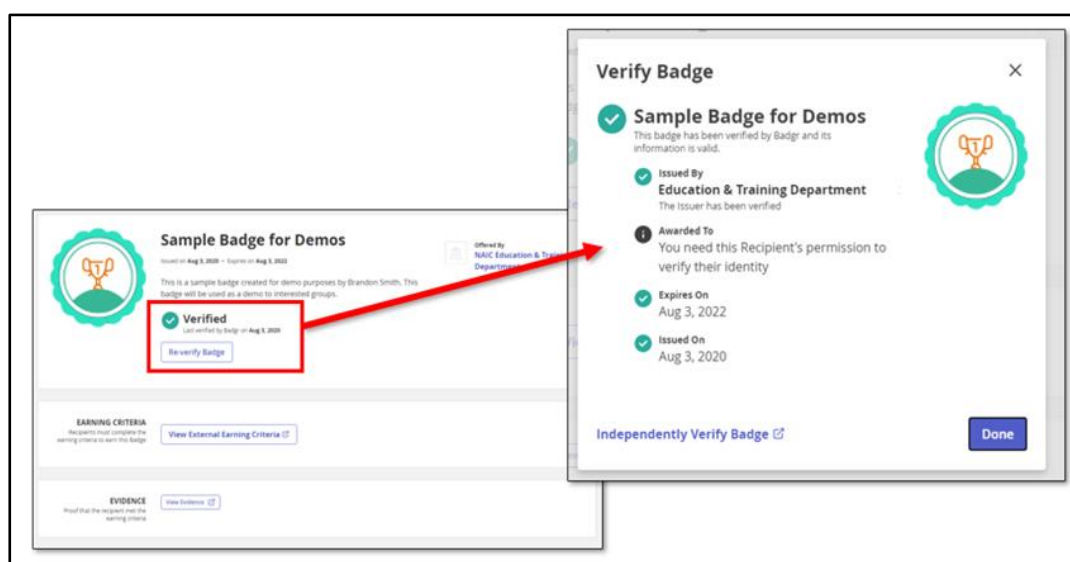 Sample Badge for Demos
Issued on Aug 3, 2020 • Expires on Aug 3, 2022
This is a sample badge created for demo purposes by Brandon Smith. This
badge will be used as a demo to interested groups.
Verified
Last verified by Badgr on Aug 3, 2020
Re-verify Badge
Offered By
NAIC Education & Traini
Department
EARNING CRITERIA
Recipients must complete the
earning criteria to earn this Badge
View External Earning Criteria
EVIDENCE
Proof that the recipient met the
earning criteria
View Evidence
Verify Badge
Sample Badge for Demos
This badge has been verified by Badgr and its
information is valid.
Issued By
Education & Training Department
The Issuer has been verified
Awarded To
You need this Recipient's permission to
verify their identity
Expires On
Aug 3, 2022
Issued On
Aug 3, 2020
Independently Verify Badge
Done